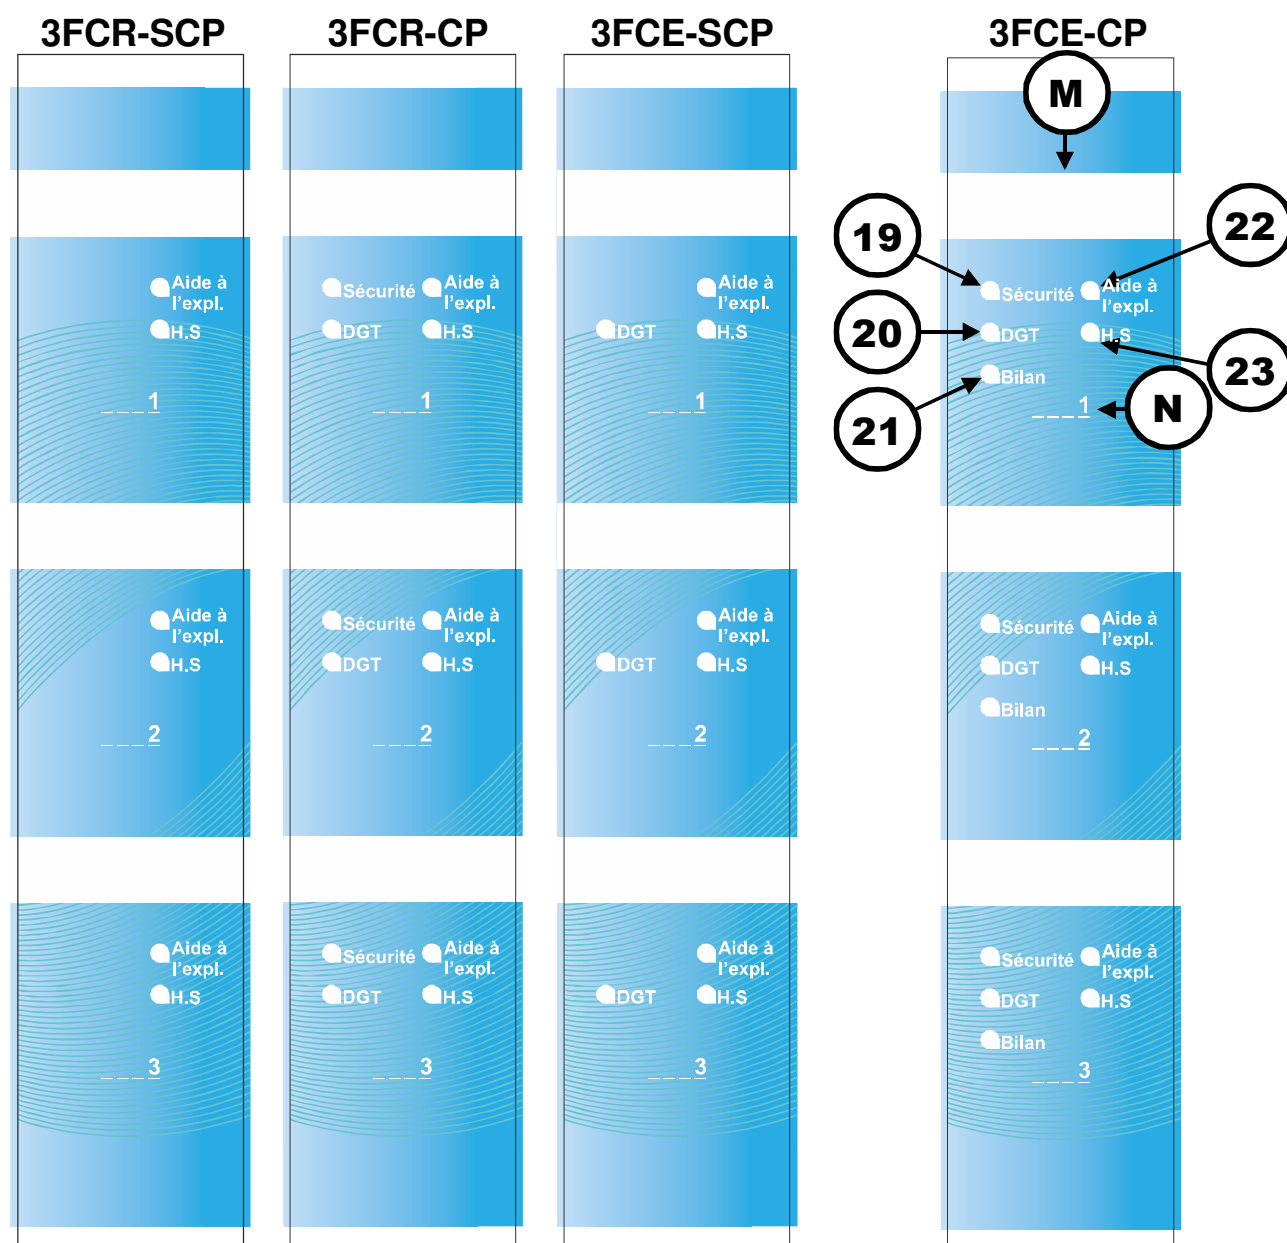 3FCR-SCP 3FCR-CP 3FCE-SCP 3FCE-CP
M
19 22
Aide à
l'expl.
H.S
_ _ _ 1
Sécurité Aide à
l'expl.
DGT H.S
_ _ _ 1
Aide à
l'expl.
DGT H.S
_ _ _ 1
Sécurité Aide à
l'expl.
DGT H.S
Bilan
_ _ _ 1
20
23
21
N
Aide à
l'expl.
H.S
_ _ _ 2
Sécurité Aide à
l'expl.
DGT H.S
_ _ _ 2
Aide à
l'expl.
DGT H.S
_ _ _ 2
Sécurité Aide à
l'expl.
DGT H.S
Bilan
_ _ _ 2
Aide à
l'expl.
H.S
_ _ _ 3
Sécurité Aide à
l'expl.
DGT H.S
_ _ _ 3
Aide à
l'expl.
DGT H.S
_ _ _ 3
Sécurité Aide à
l'expl.
DGT H.S
Bilan
_ _ _ 3